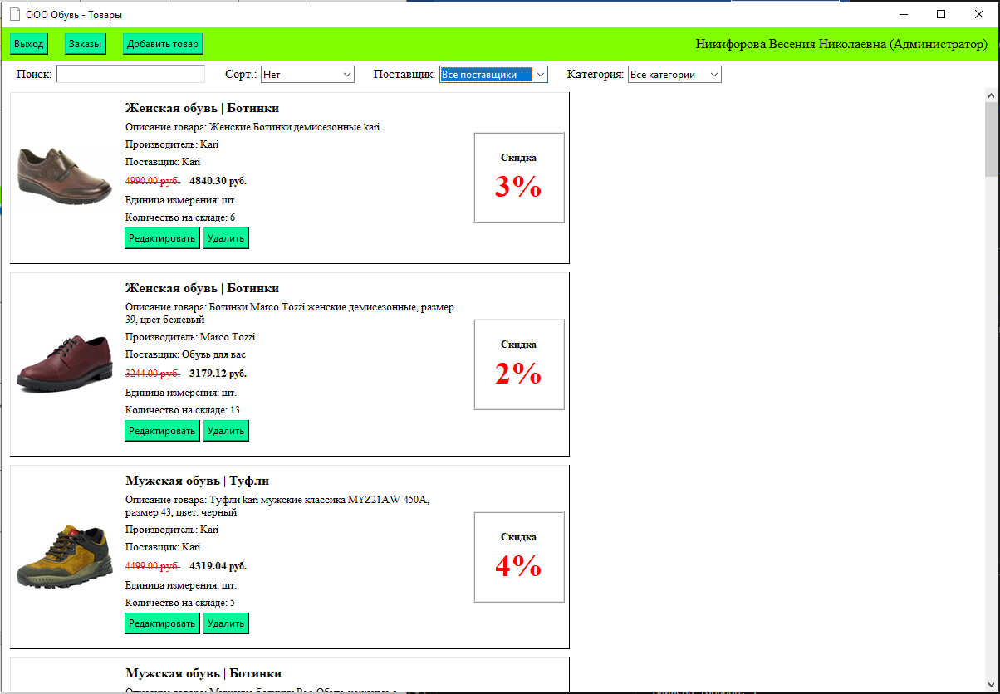 ООО Обувь - Товары
Выход Заказы Добавить товар Никифорова Весения Николаевна (Администратор)
Поиск: Сорт.: Нет Поставщик: Все поставщики Категория: Все категории
Женская обувь | Ботинки
Описание товара: Женские Ботинки демисезонные kari
Производитель: Kari
Поставщик: Kari
4990.00 руб. 4840.30 руб.
Единица измерения: шт.
Количество на складе: 6
Редактировать Удалить
Скидка
3%
Женская обувь | Ботинки
Описание товара: Ботинки Marco Tozzi женские демисезонные, размер
39, цвет бежевый
Производитель: Marco Tozzi
Поставщик: Обувь для вас
3244.00 руб. 3179.12 руб.
Единица измерения: шт.
Количество на складе: 13
Редактировать Удалить
Скидка
2%
Мужская обувь | Туфли
Описание товара: Туфли kari мужские классика MYZ21AW-450A,
размер 43, цвет: черный
Производитель: Kari
Поставщик: Kari
4499.00 руб. 4319.04 руб.
Единица измерения: шт.
Количество на складе: 5
Редактировать Удалить
Скидка
4%
Мужская обувь | Ботинки